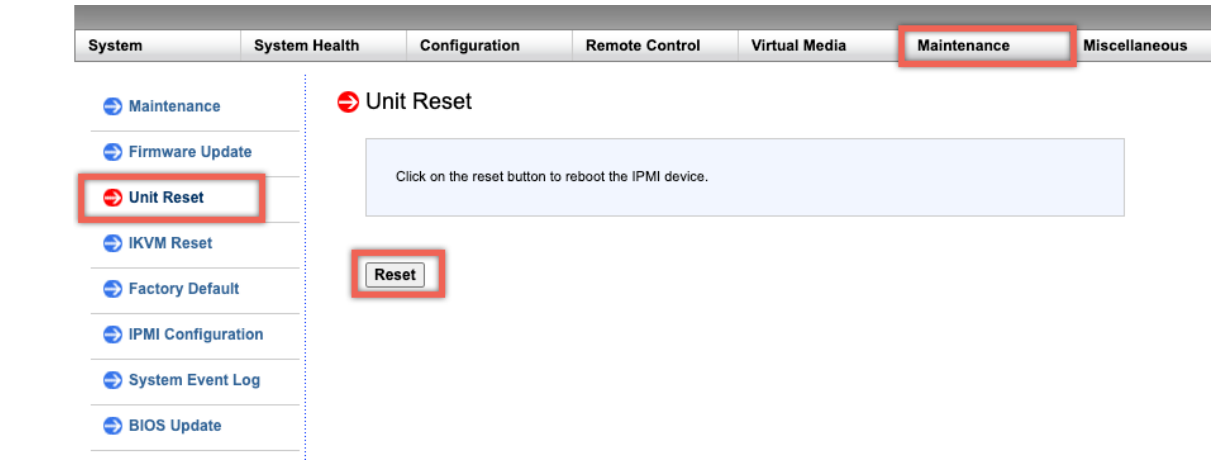 System System Health Configuration Remote Control Virtual Media Maintenance Miscellaneous
Maintenance
Firmware Update
Unit Reset
IKVM Reset
Factory Default
IPMI Configuration
System Event Log
BIOS Update
Unit Reset
Click on the reset button to reboot the IPMI device.
Reset